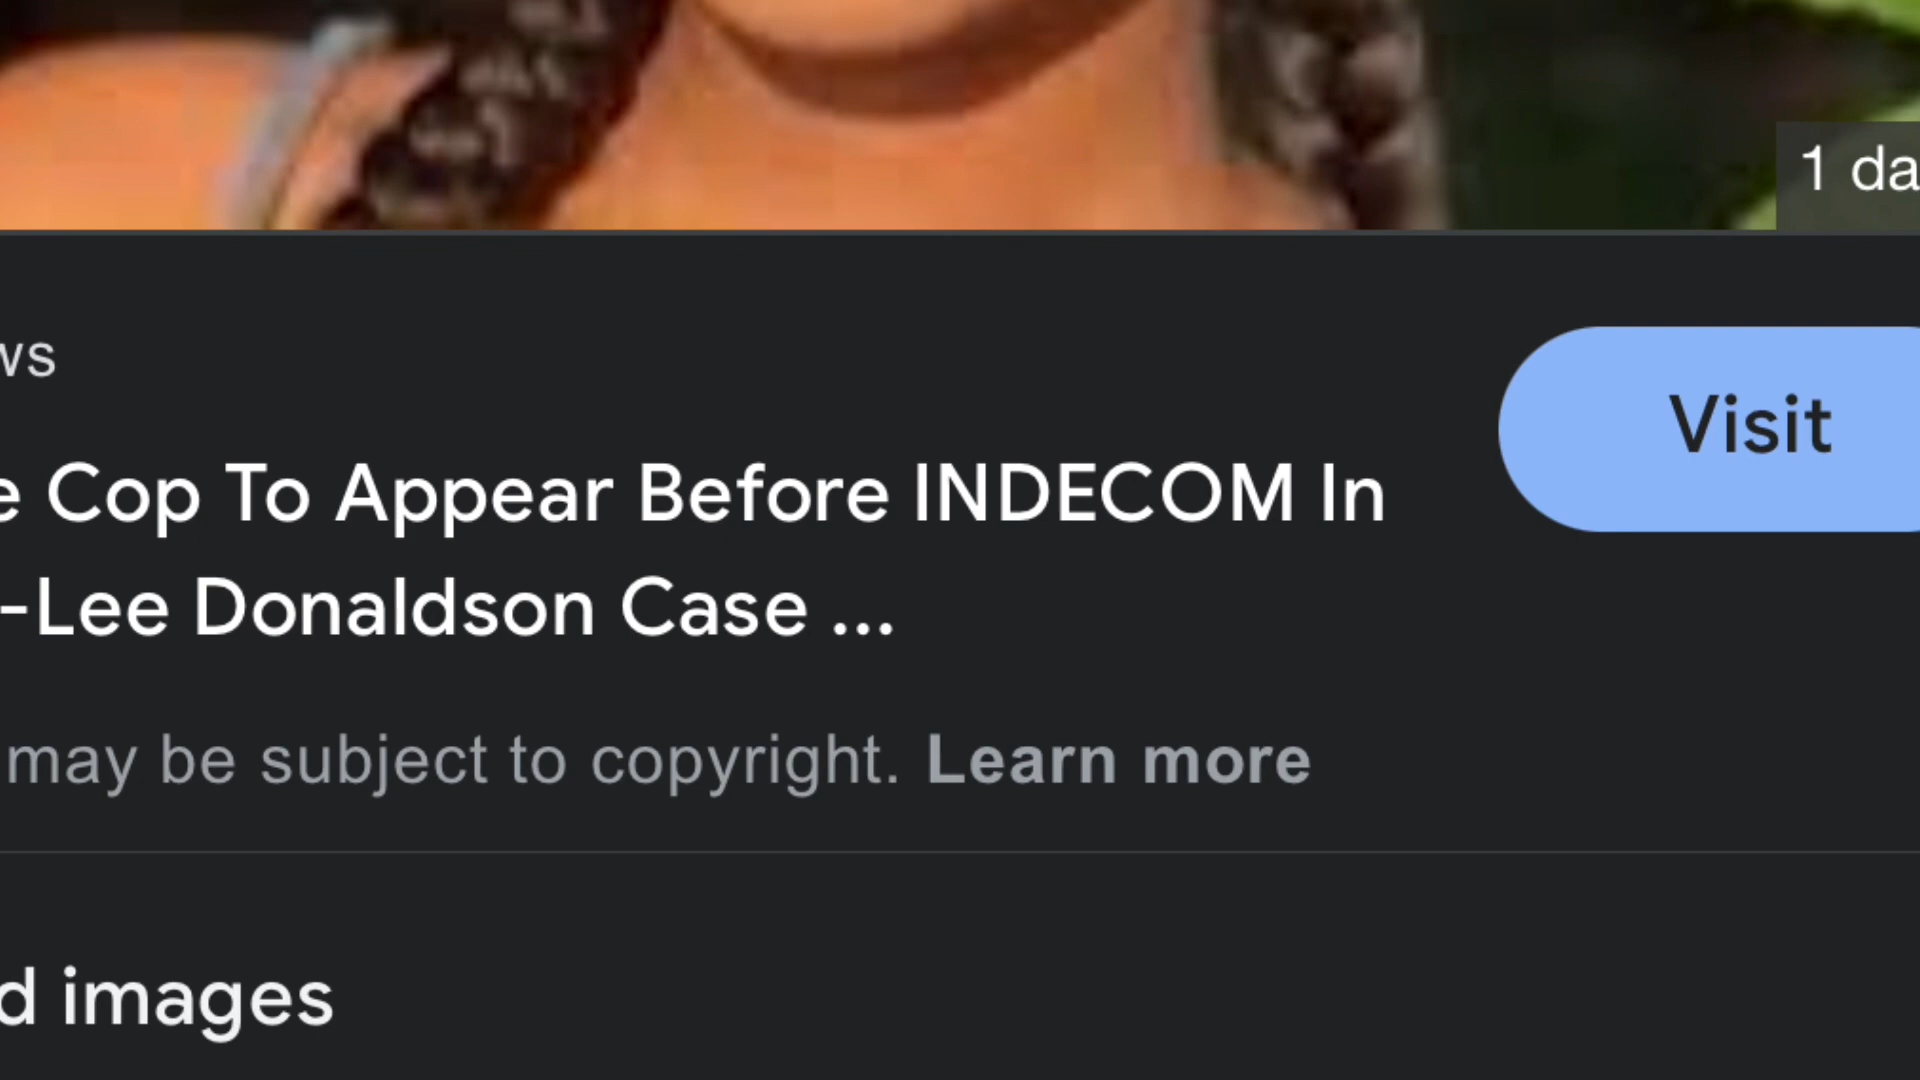 1 da
ws
e Cop To Appear Before INDECOM In
-Lee Donaldson Case ...
may be subject to copyright. Learn more
Visit
d images